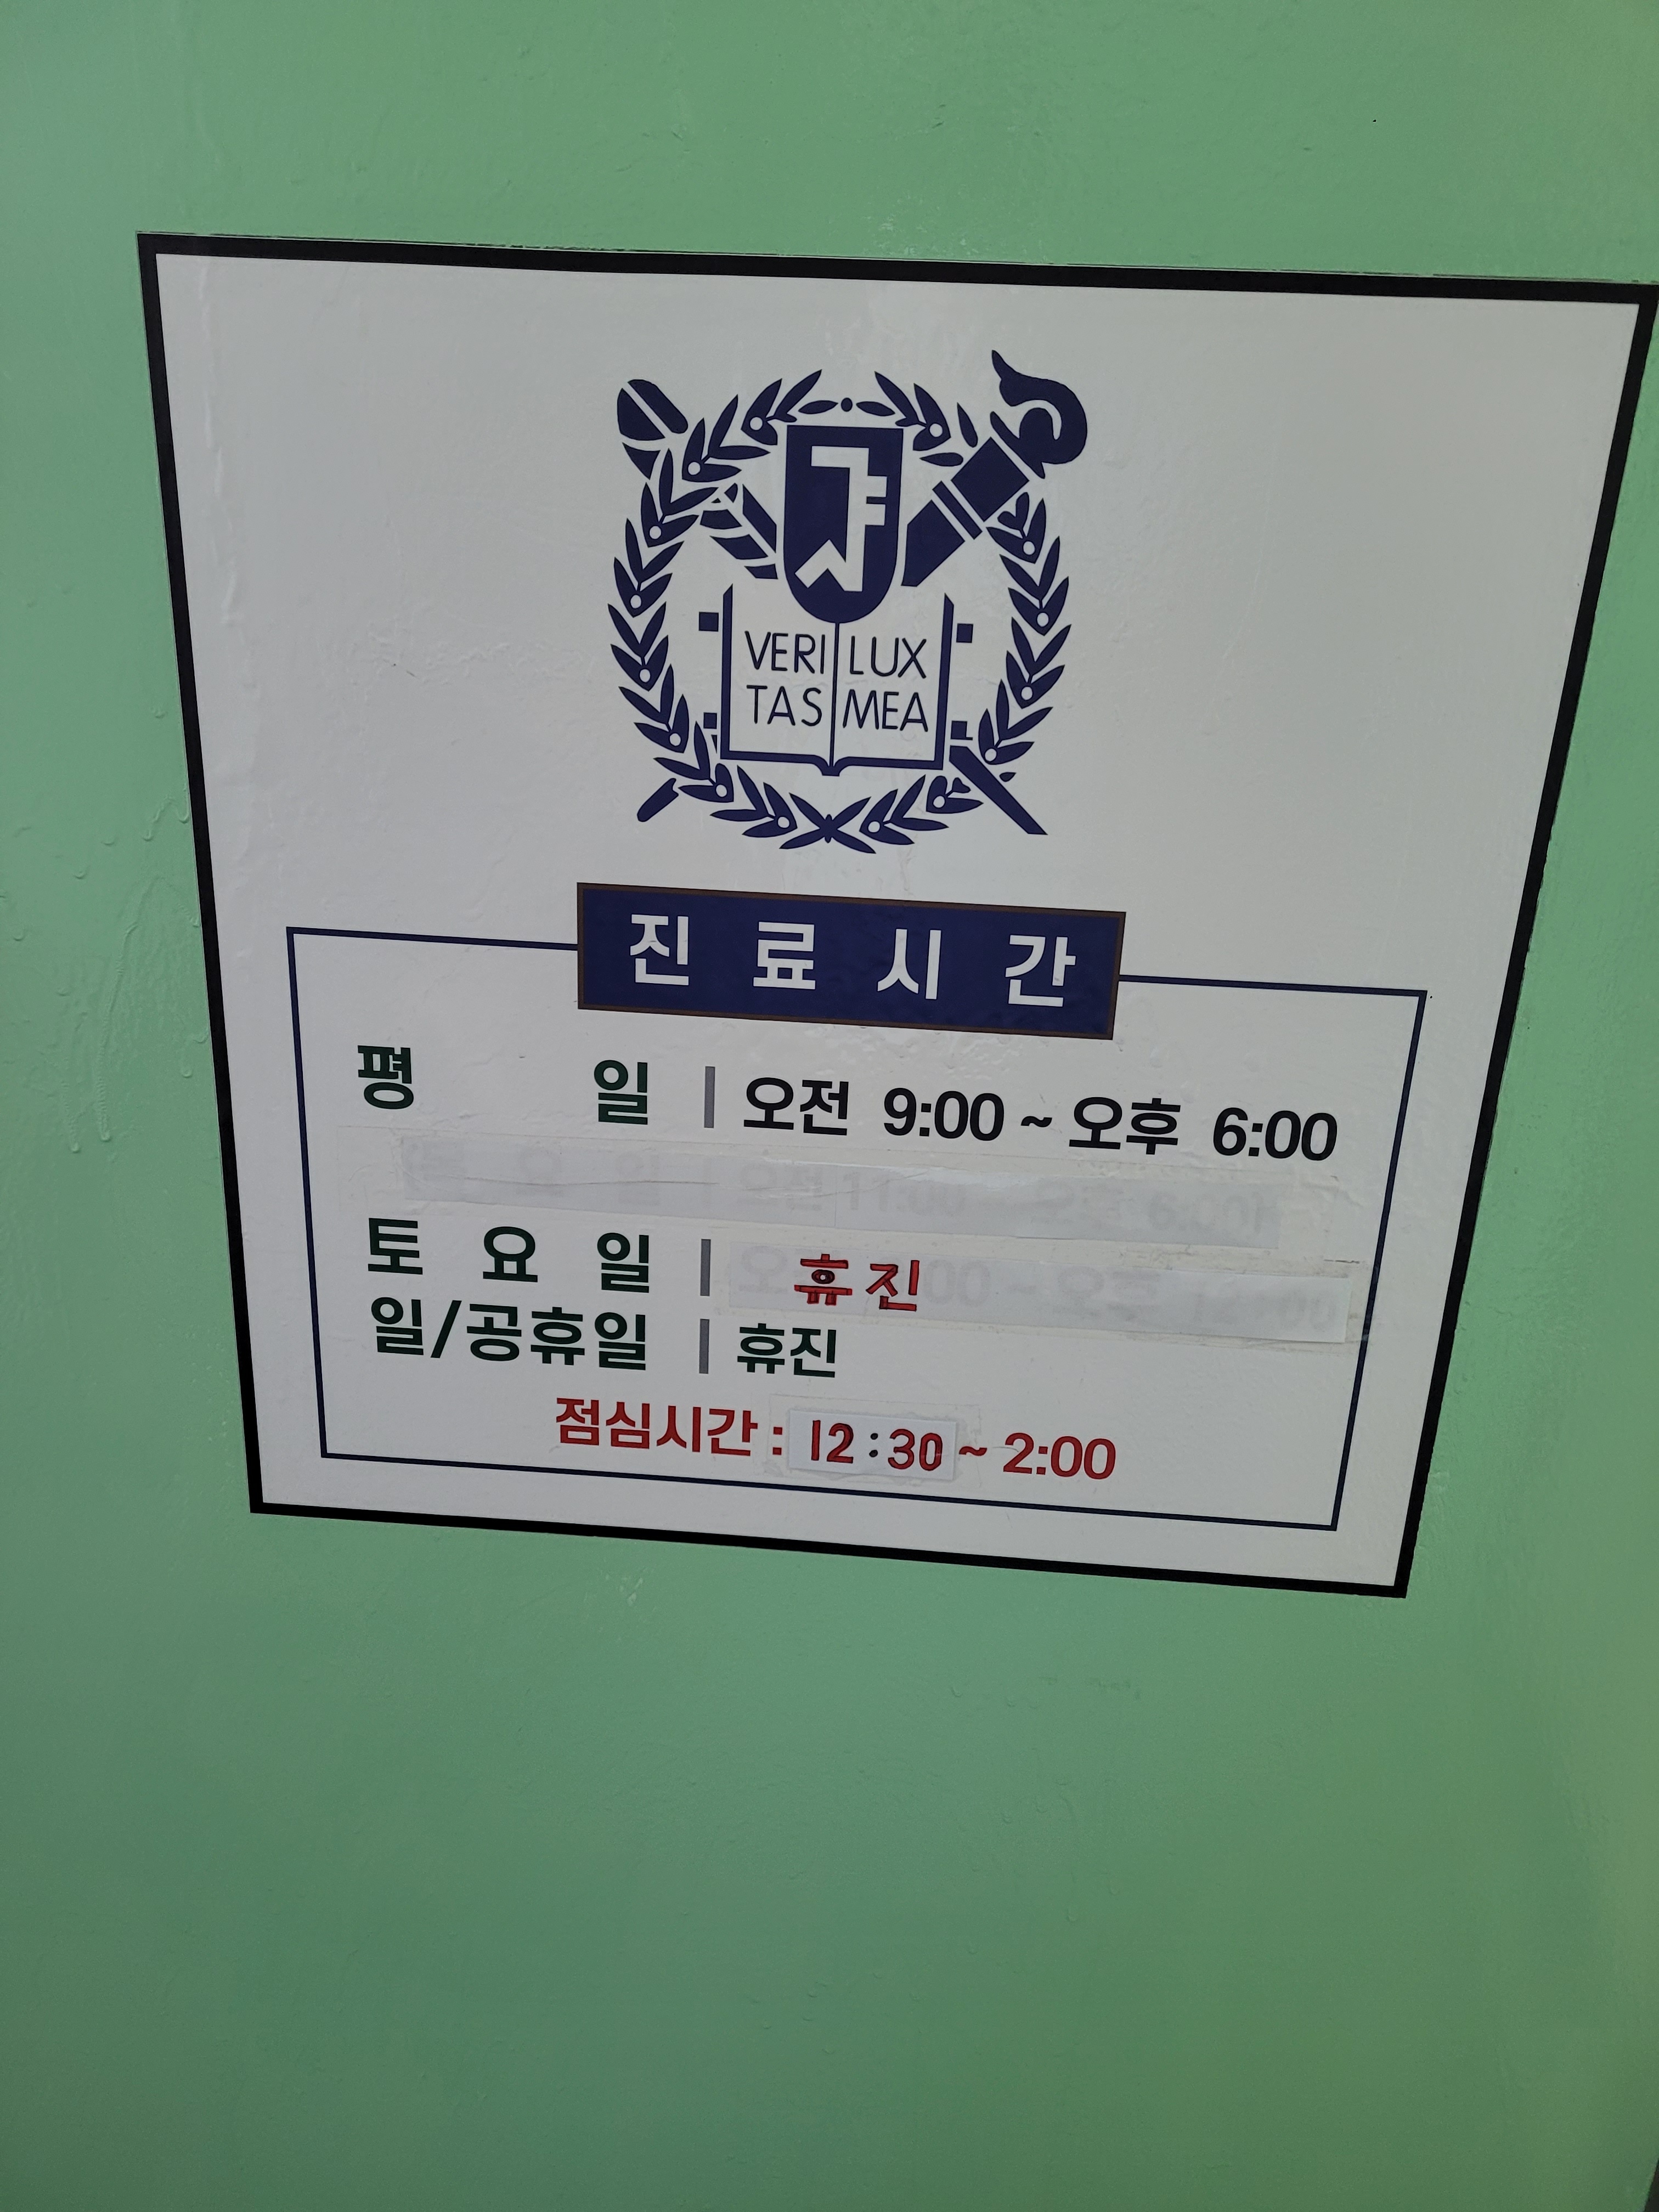 VERI LUX
TAS MEA
진료시간
평 일 | 오전 9:00 ~ 오후 6:00
토 요 일 | 휴진
일/공휴일 | 휴진
점심시간 : 12:30 ~ 2:00